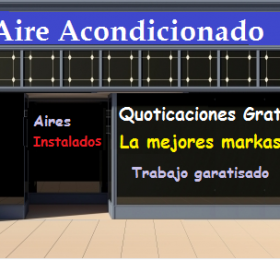 Aire Acondicionado
Aires
Instalados
Quoticaciones Grat
La mejores markas
Trabajo garatisado